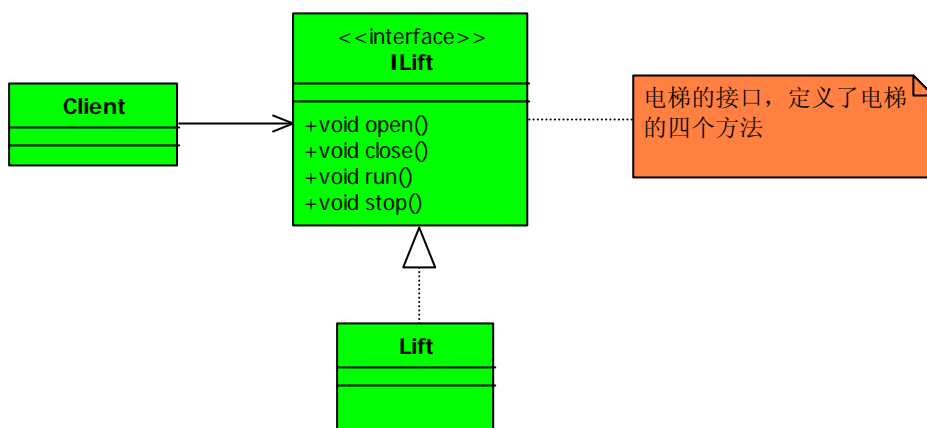 <<interface>>
ILift
+void open()
+void close()
+void run()
+void stop()
Client
电梯的接口，定义了电梯
的四个方法
Lift